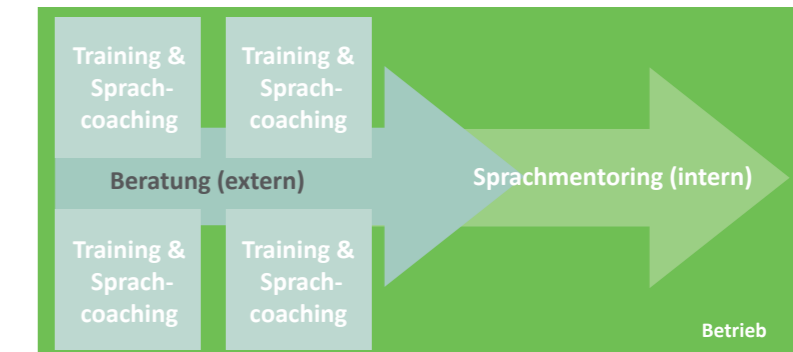 Training &
Sprach-
coaching
Training &
Sprach-
coaching
Beratung (extern)
Sprachmentoring (intern)
Training &
Sprach-
coaching
Training &
Sprach-
coaching
Betrieb